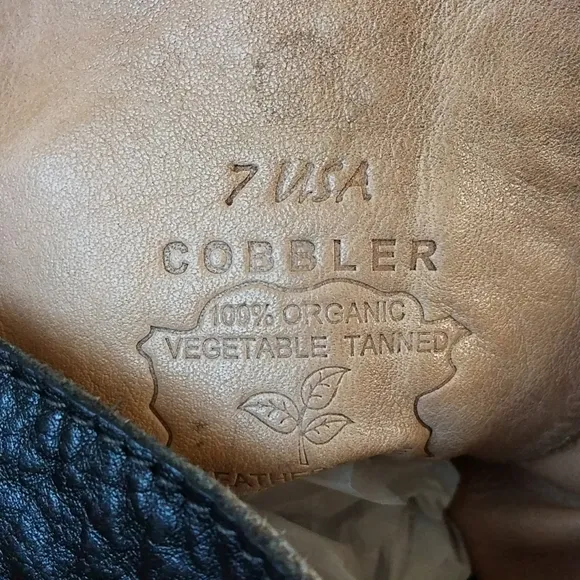 7 USA
COBBLER
100% ORGANIC
VEGETABLE TANNED